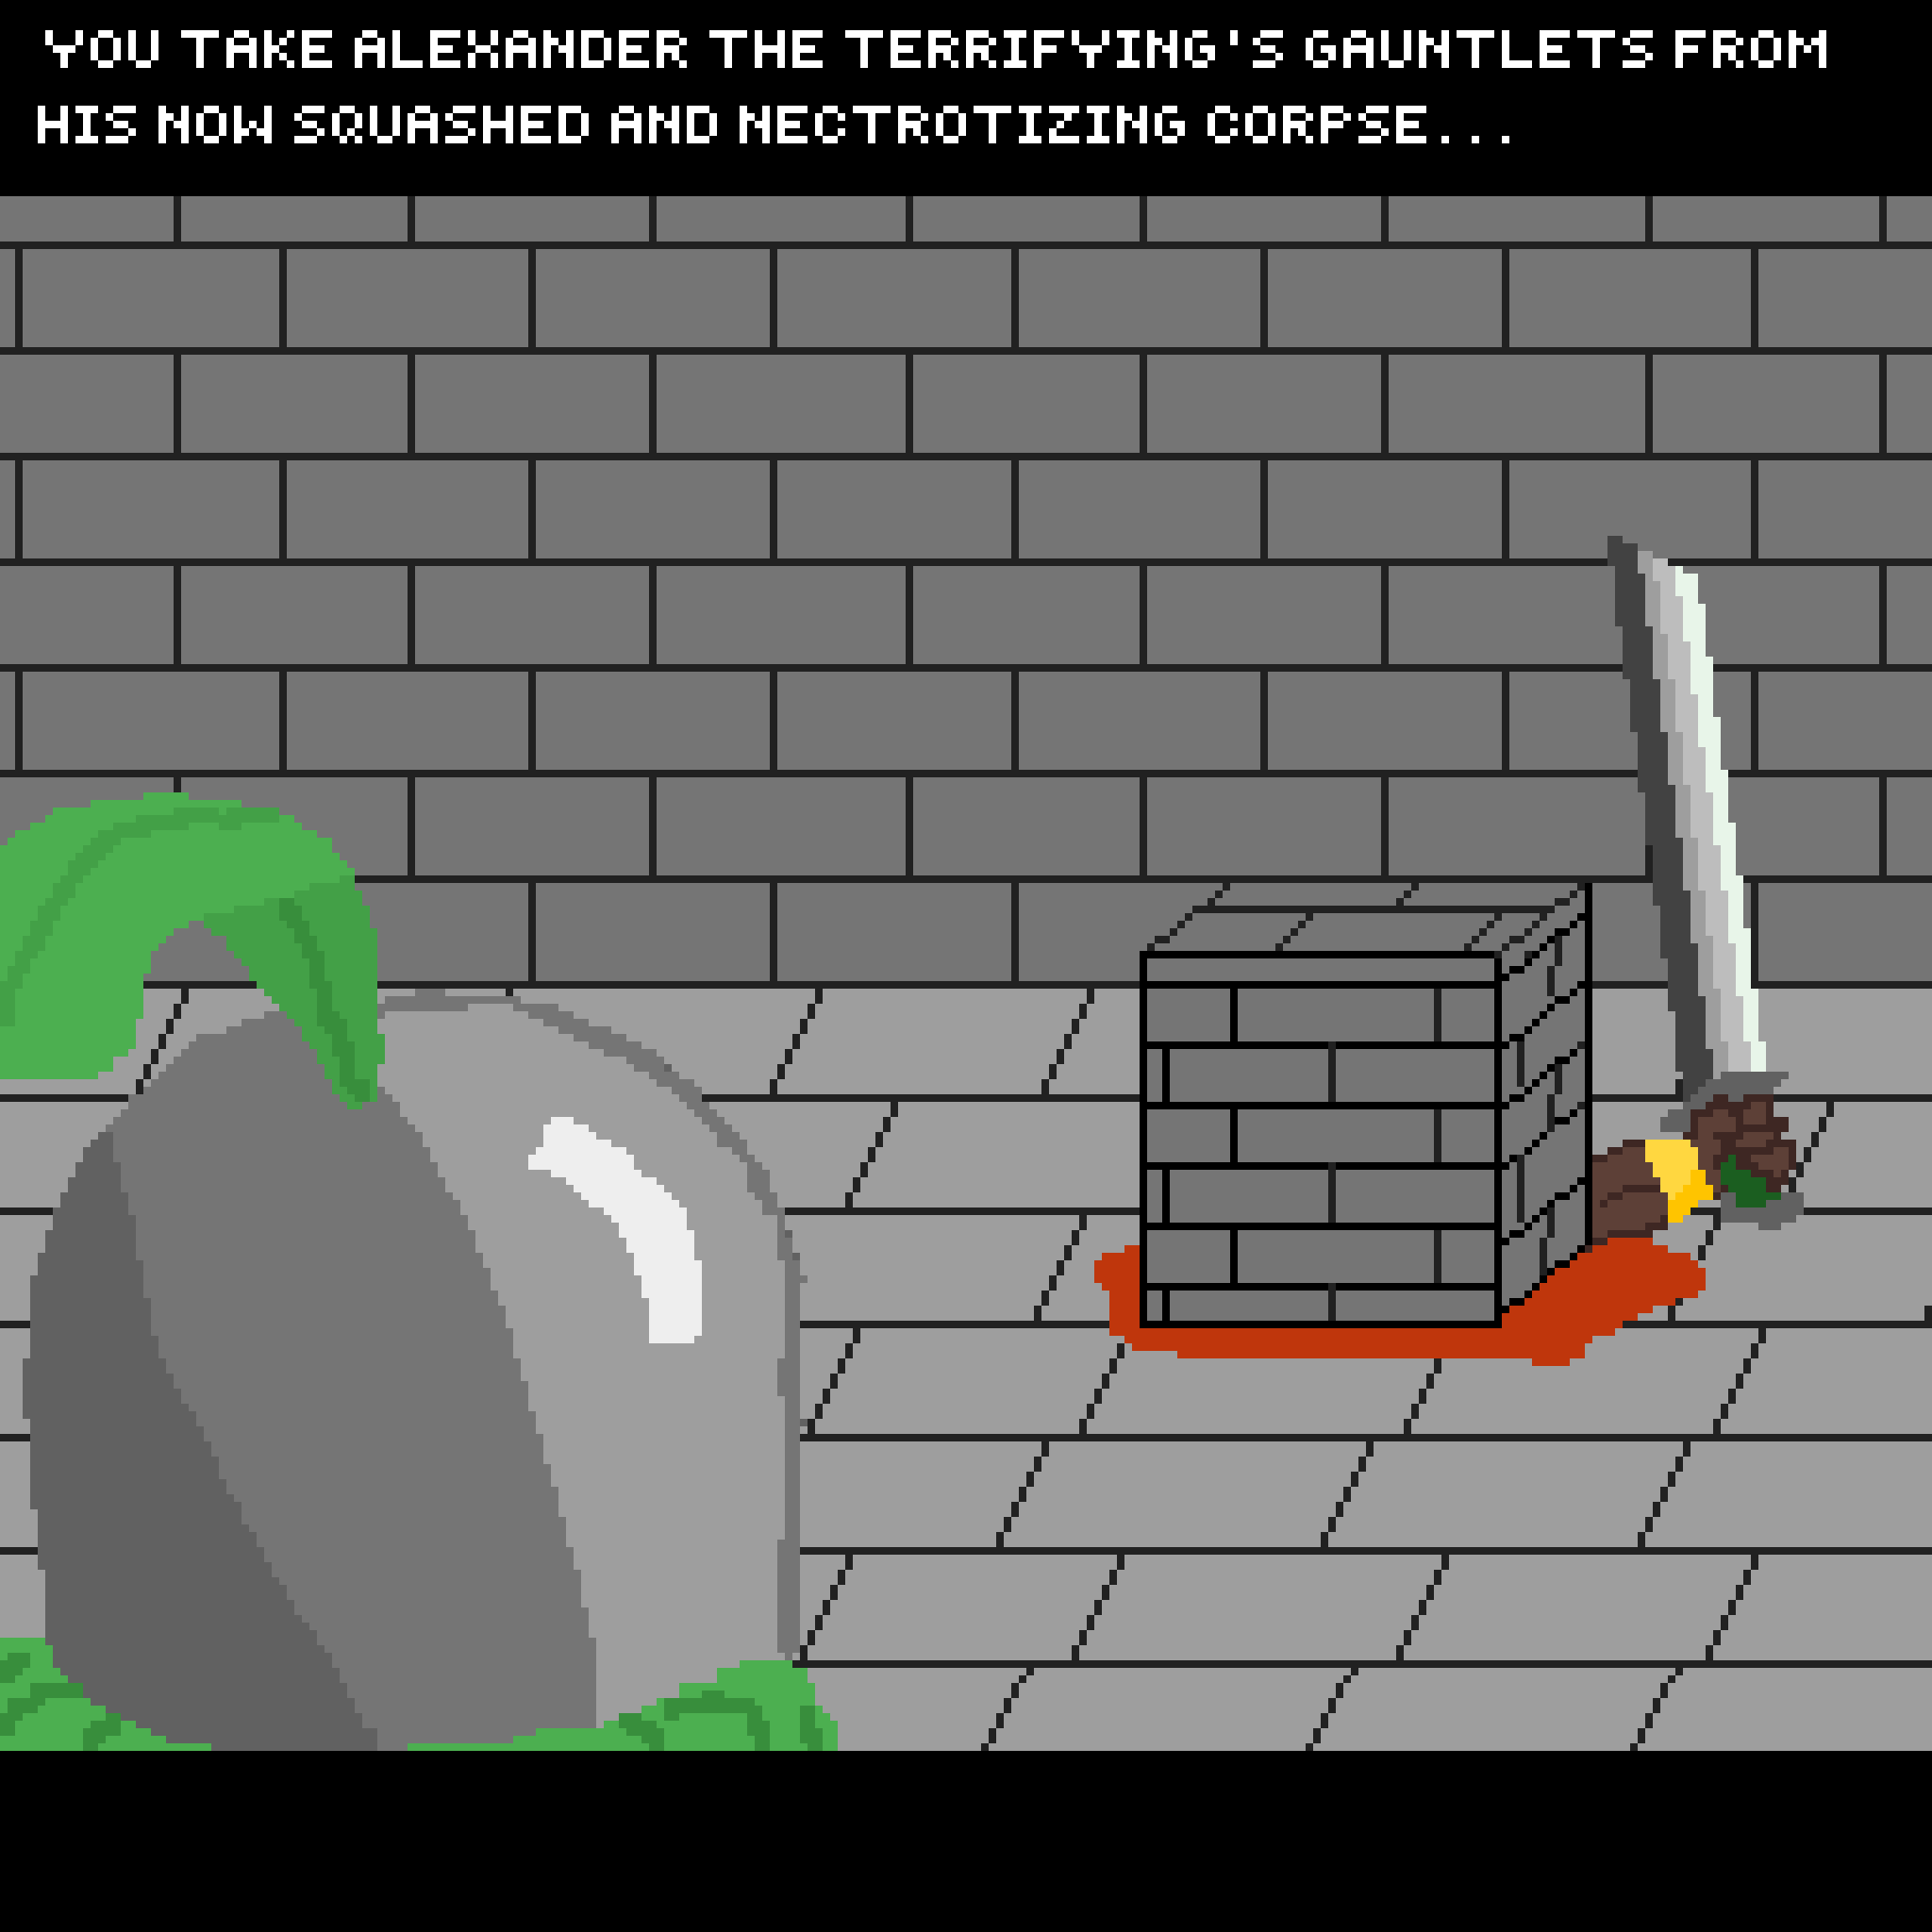 YOU TAKE ALEXANDER THE TERRIFYING'S GAUNTLETS FROM
HIS NOW SQUASHED AND NECTROTIZING CORPSE...